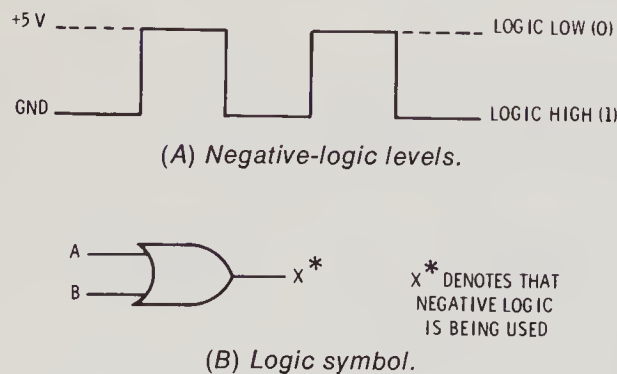 +5 V
LOGIC LOW (0)
GND
LOGIC HIGH (1)
(A) Negative-logic levels.
A
B
X*
X* DENOTES THAT
NEGATIVE LOGIC
IS BEING USED
(B) Logic symbol.